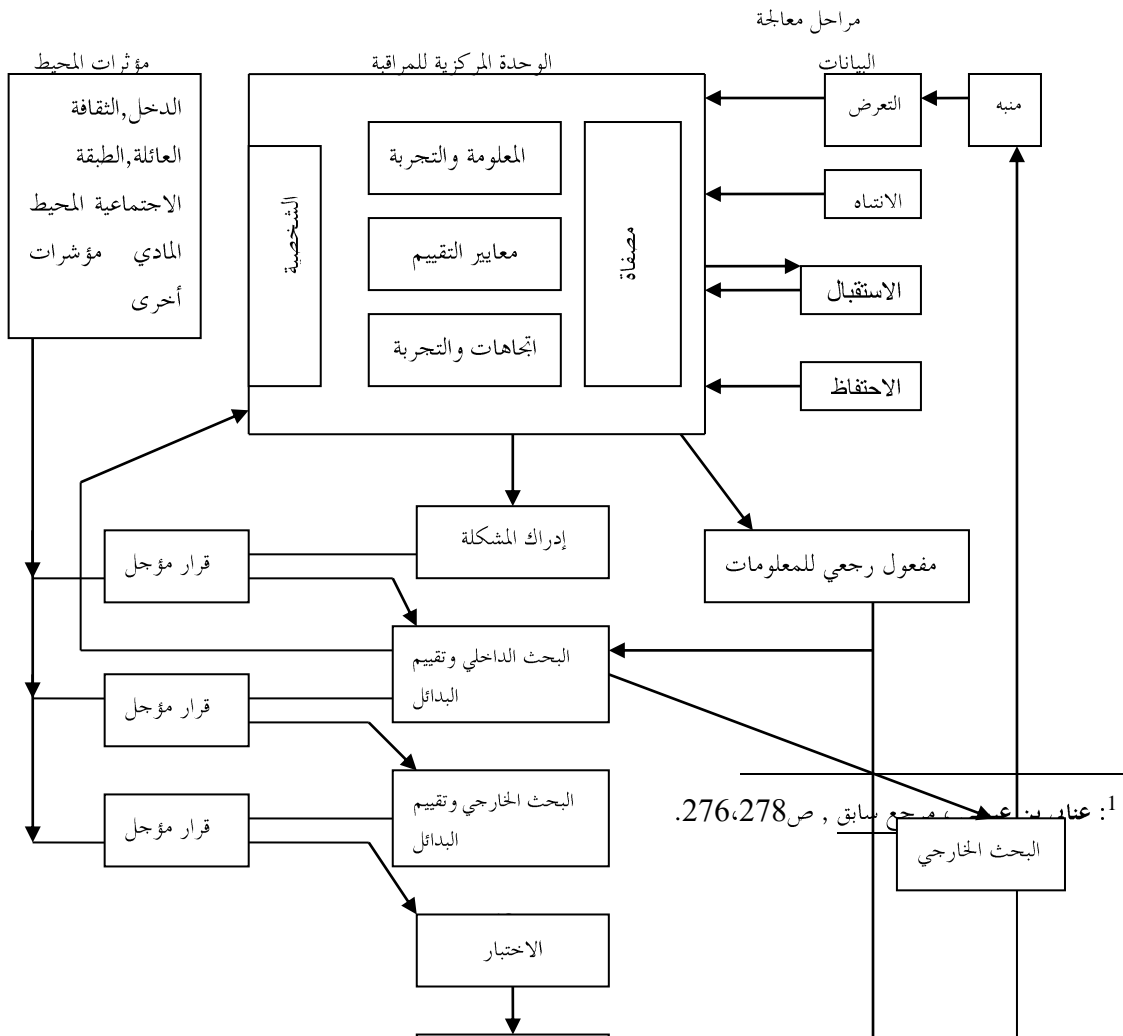 مراحل معالجة
البيانات
الوحدة المركزية للمراقبة
مؤثرات المحيط
منبه
التعرض
الانتباه
الاستقبال
الاحتفاظ
مصفاة
المعلومة والتجربة
معايير التقييم
اتجاهات والتجربة
الشخصية
الدخل,الثقافة
العائلة,الطبقة
الاجتماعية المحيط
المادي مؤشرات
أخرى
إدراك المشكلة
مفعول رجعي للمعلومات
قرار مؤجل
البحث الداخلي وتقييم
البدائل
قرار مؤجل
البحث الخارجي وتقييم
البدائل
قرار مؤجل
1: بن مرجع سابق , ص276،278.
البحث الخارجي
الاختبار